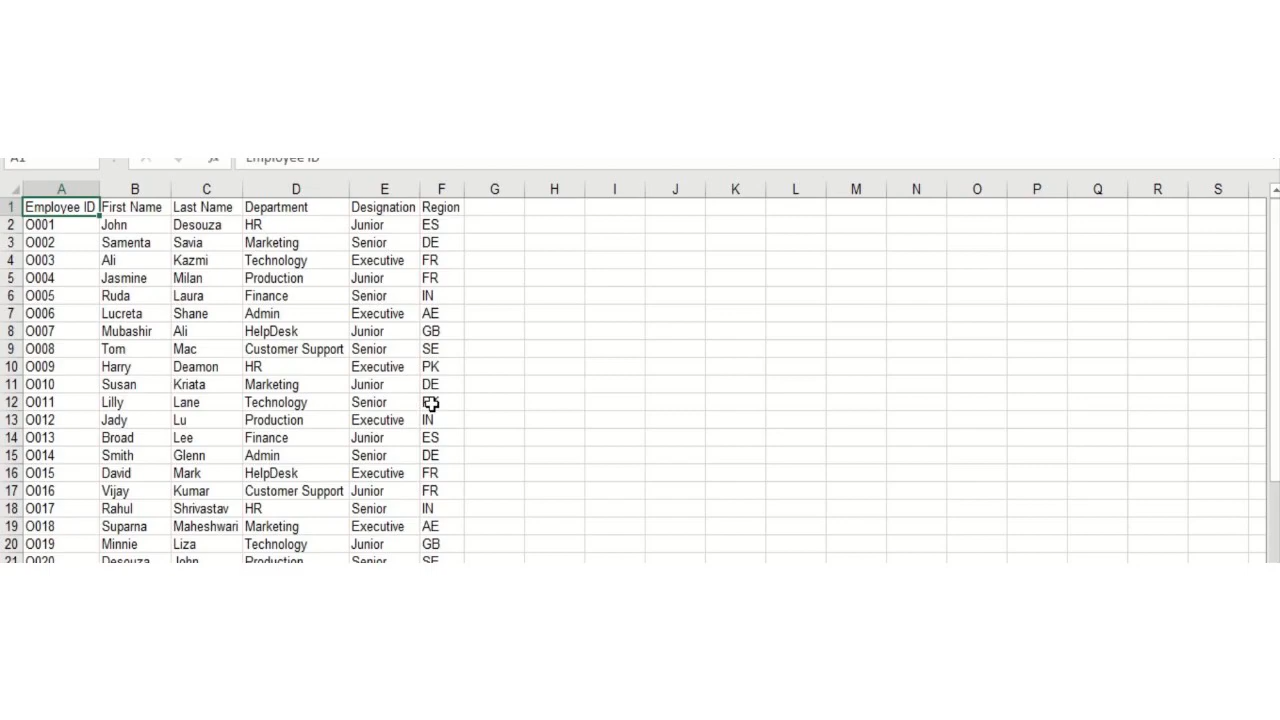 A1 Employee ID
A B C D E F G H I J K L M N O P Q R S
1 Employee ID First Name Last Name Department Designation Region
2 O001 John Desouza HR Junior ES
3 O002 Samenta Savia Marketing Senior DE
4 O003 Ali Kazmi Technology Executive FR
5 O004 Jasmine Milan Production Junior FR
6 O005 Ruda Laura Finance Senior IN
7 O006 Lucreta Shane Admin Executive AE
8 O007 Mubashir Ali HelpDesk Junior GB
9 O008 Tom Mac Customer Support Senior SE
10 O009 Harry Deamon HR Executive PK
11 O010 Susan Kriata Marketing Junior DE
12 O011 Lilly Lane Technology Senior
13 O012 Jady Lu Production Executive IN
14 O013 Broad Lee Finance Junior ES
15 O014 Smith Glenn Admin Senior DE
16 O015 David Mark HelpDesk Executive FR
17 O016 Vijay Kumar Customer Support Junior FR
18 O017 Rahul Shrivastav HR Senior IN
19 O018 Suparna Maheshwari Marketing Executive AE
20 O019 Minnie Liza Technology Junior GB
21 O020 Desouza John Production Senior SE